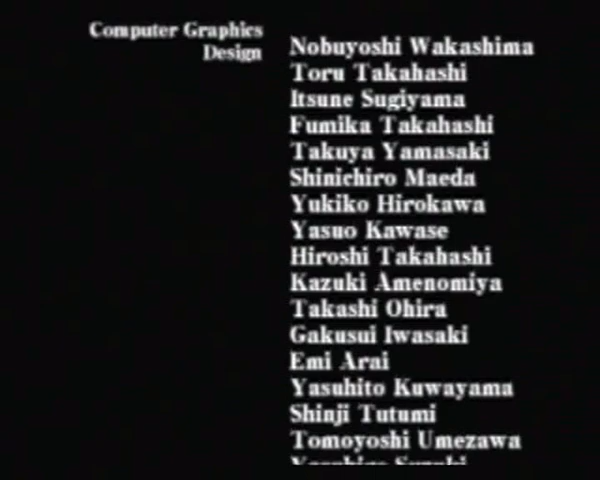 Computer Graphics
Design
Nobuyoshi Wakashima
Toru Takahashi
Itsune Sugiyama
Fumika Takahashi
Takuya Yamasaki
Shinichiro Maeda
Yukiko Hirokawa
Yasuo Kawase
Hiroshi Takahashi
Kazuki Amenomiya
Takashi Ohira
Gakusui Iwasaki
Emi Arai
Yasuhito Kuwayama
Shinji Tutumi
Tomoyoshi Umezawa